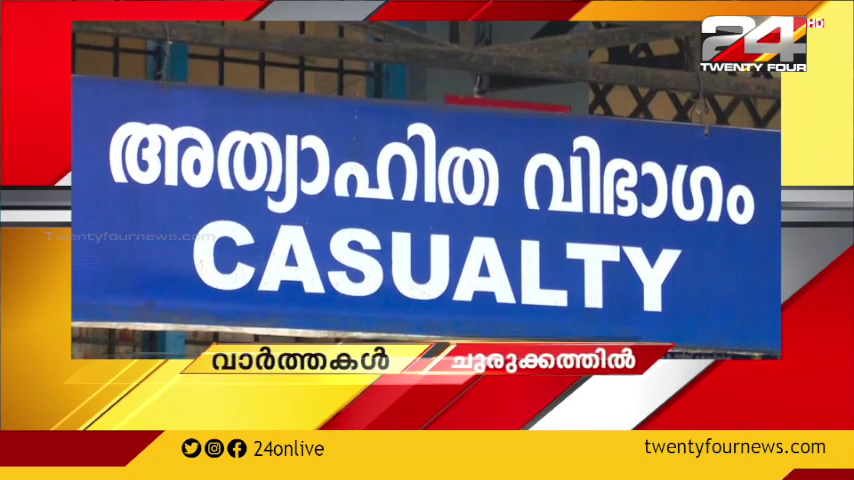 24 HD
TWENTY FOUR
അത്യാഹിത വിഭാഗം
Twentyfournews.com
CASUALTY
വാർത്തകൾ ചുരുക്കത്തിൽ
24onlive
twentyfournews.com